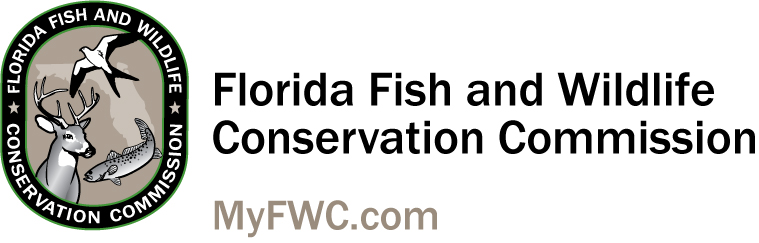 FLORIDA FISH AND WILDLIFE
CONSERVATION COMMISSION
Florida Fish and Wildlife
Conservation Commission
MyFWC.com